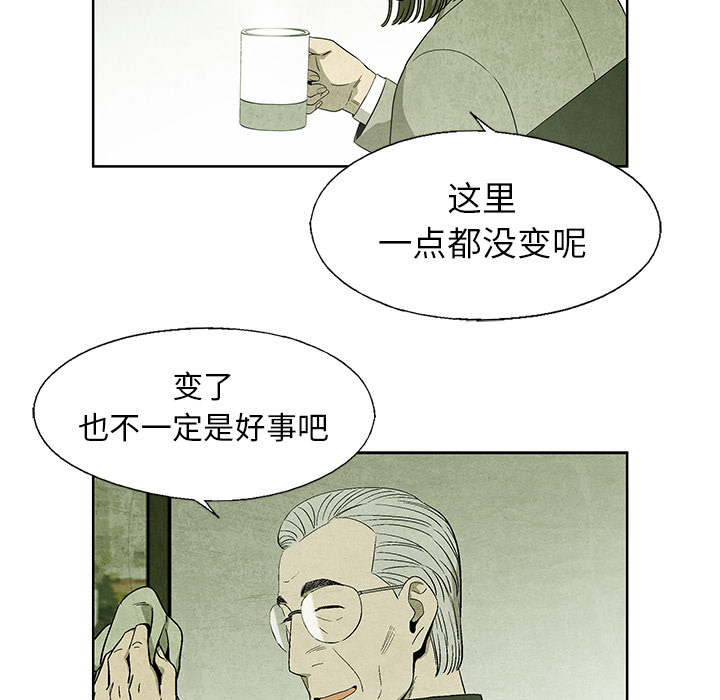 这里
一点都没变呢
变了
也不一定是好事吧